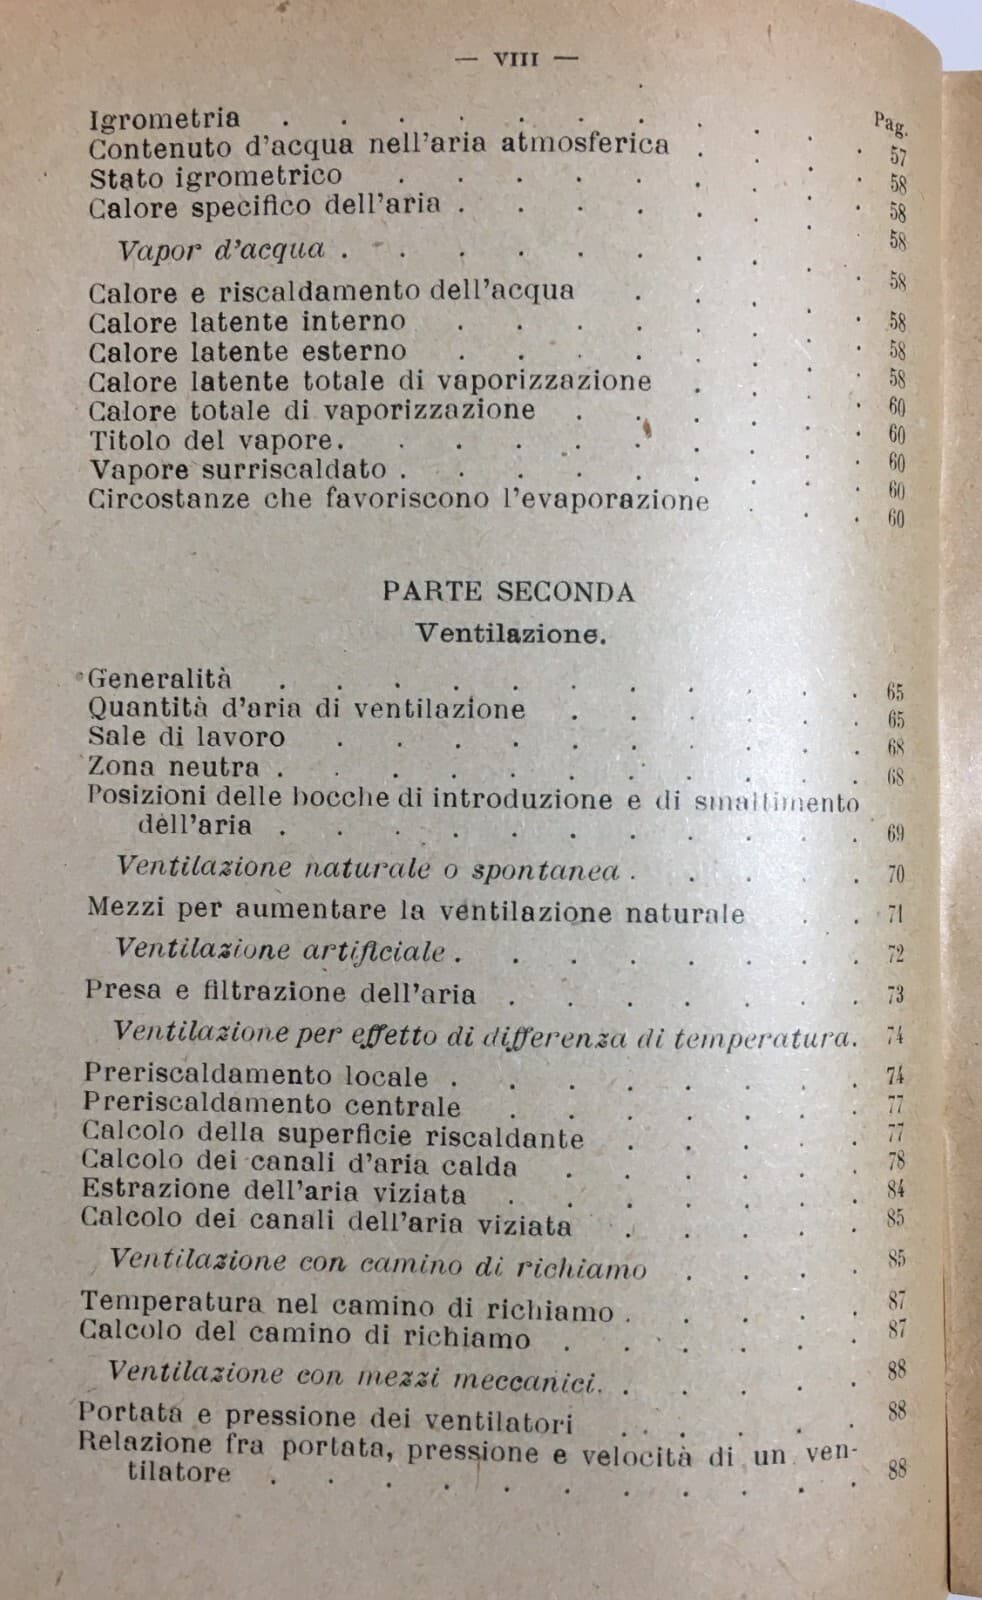 — VIII —
Pag.
Igrometria . . . . . . . . . . 57
Contenuto d'acqua nell'aria atmosferica . . . 58
Stato igrometrico . . . . . . . . 58
Calore specifico dell'aria . . . . . . . 58
Vapor d'acqua . . . . . . . . . 58
Calore e riscaldamento dell'acqua . . . . 58
Calore latente interno . . . . . . . 58
Calore latente esterno . . . . . . . 58
Calore latente totale di vaporizzazione . . . 60
Calore totale di vaporizzazione . . . . . 60
Titolo del vapore . . . . . . . . . 60
Vapore surriscaldato . . . . . . . . 60
Circostanze che favoriscono l'evaporazione . . . 60
PARTE SECONDA
Ventilazione.
Generalità . . . . . . . . . . 65
Quantità d'aria di ventilazione . . . . . 65
Sale di lavoro . . . . . . . . . 68
Zona neutra . . . . . . . . . . 68
Posizioni delle bocche di introduzione e di smaltimento
dell'aria . . . . . . . . . . 69
Ventilazione naturale o spontanea . . . . 70
Mezzi per aumentare la ventilazione naturale . . 71
Ventilazione artificiale . . . . . . . 72
Presa e filtrazione dell'aria . . . . . . 73
Ventilazione per effetto di differenza di temperatura. 74
Preriscaldamento locale . . . . . . . 74
Preriscaldamento centrale . . . . . . 77
Calcolo della superficie riscaldante . . . . 77
Calcolo dei canali d'aria calda . . . . . 78
Estrazione dell'aria viziata . . . . . . 84
Calcolo dei canali dell'aria viziata . . . . 85
Ventilazione con camino di richiamo . . . . 85
Temperatura nel camino di richiamo . . . . 87
Calcolo del camino di richiamo . . . . . 87
Ventilazione con mezzi meccanici. . . . . 88
Portata e pressione dei ventilatori . . . . . 88
Relazione fra portata, pressione e velocità di un ven-
tilatore . . . . . . . . . . . 88